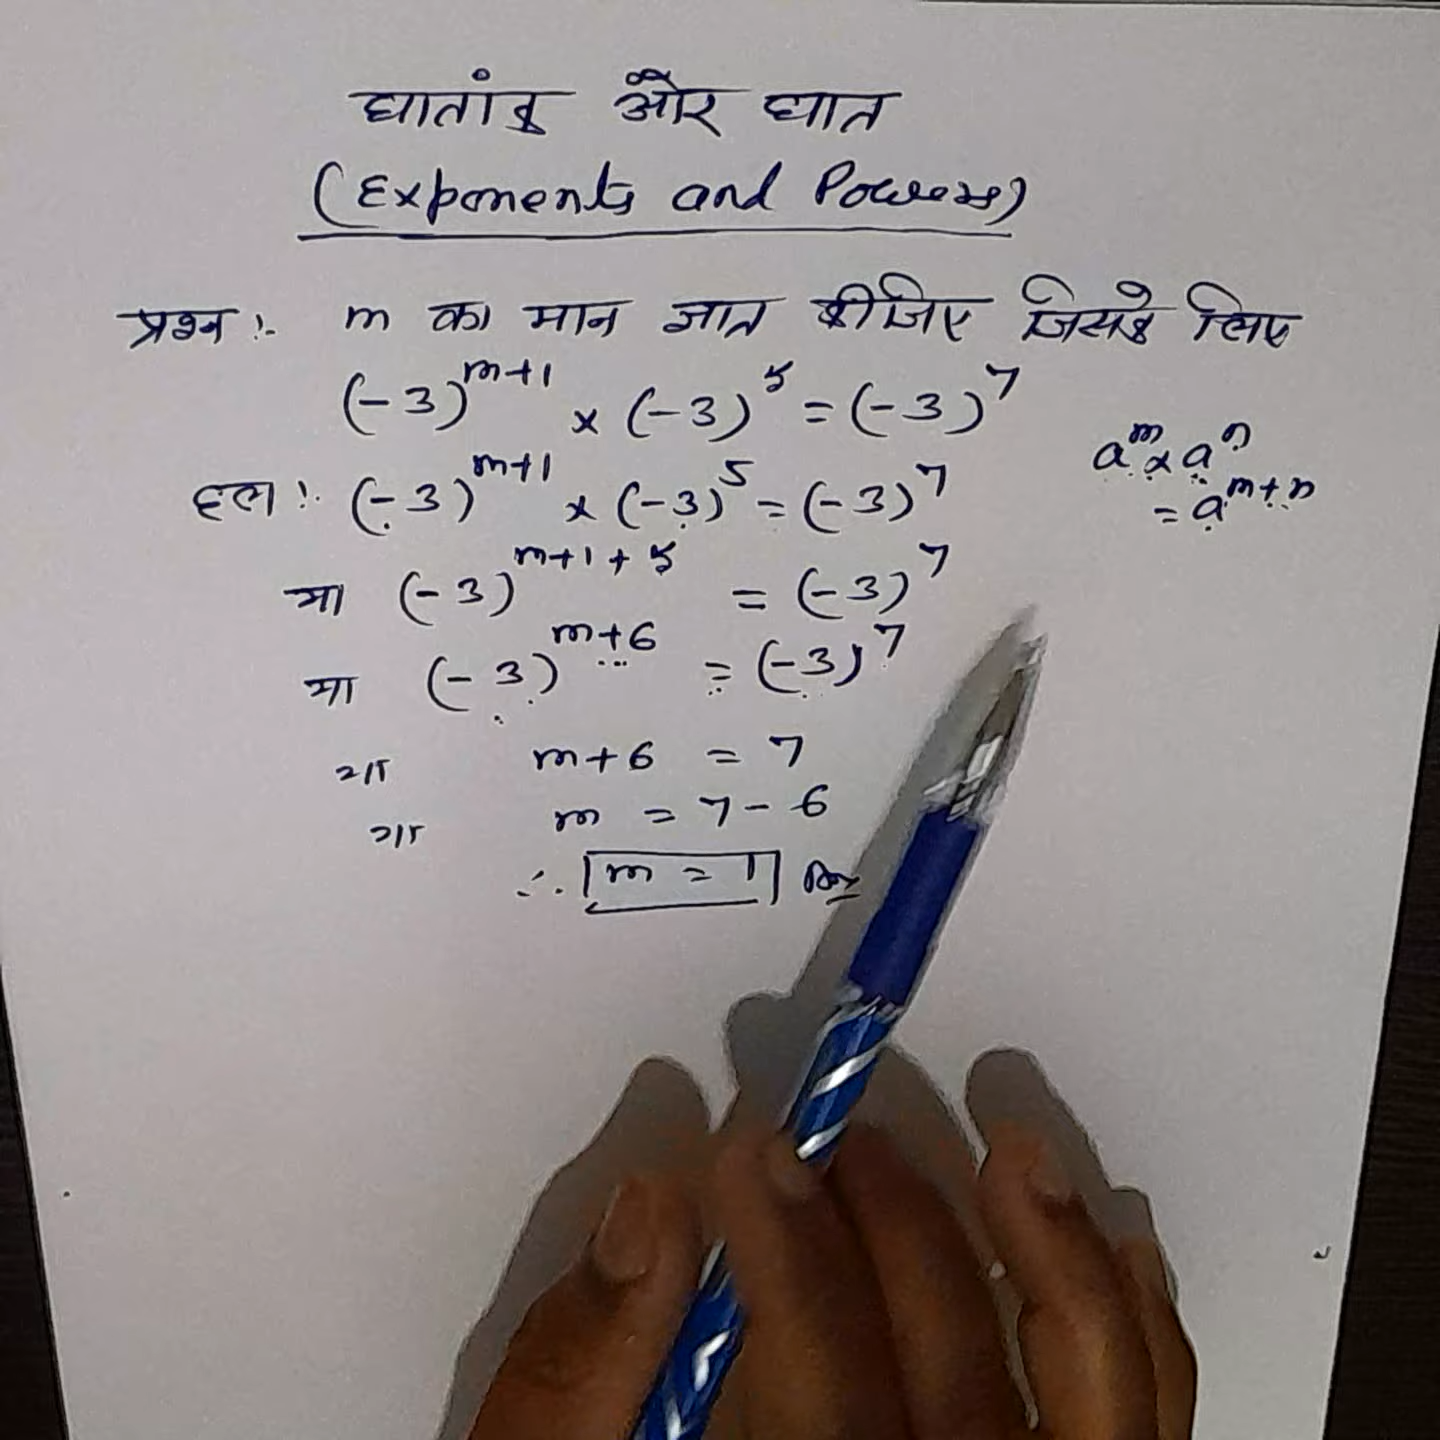 घातांक और घात
(Exponents and Powers)
प्रश्न :- m का मान ज्ञात कीजिए जिसके लिए
(-3)^{m+1} × (-3)^5 = (-3)^7
हल :- (-3)^{m+1} × (-3)^5 = (-3)^7
a^m × a^n
= a^{m+n}
या (-3)^{m+1+5} = (-3)^7
या (-3)^{m+6} = (-3)^7
या m+6 = 7
या m = 7-6
∴ m = 1 Ans